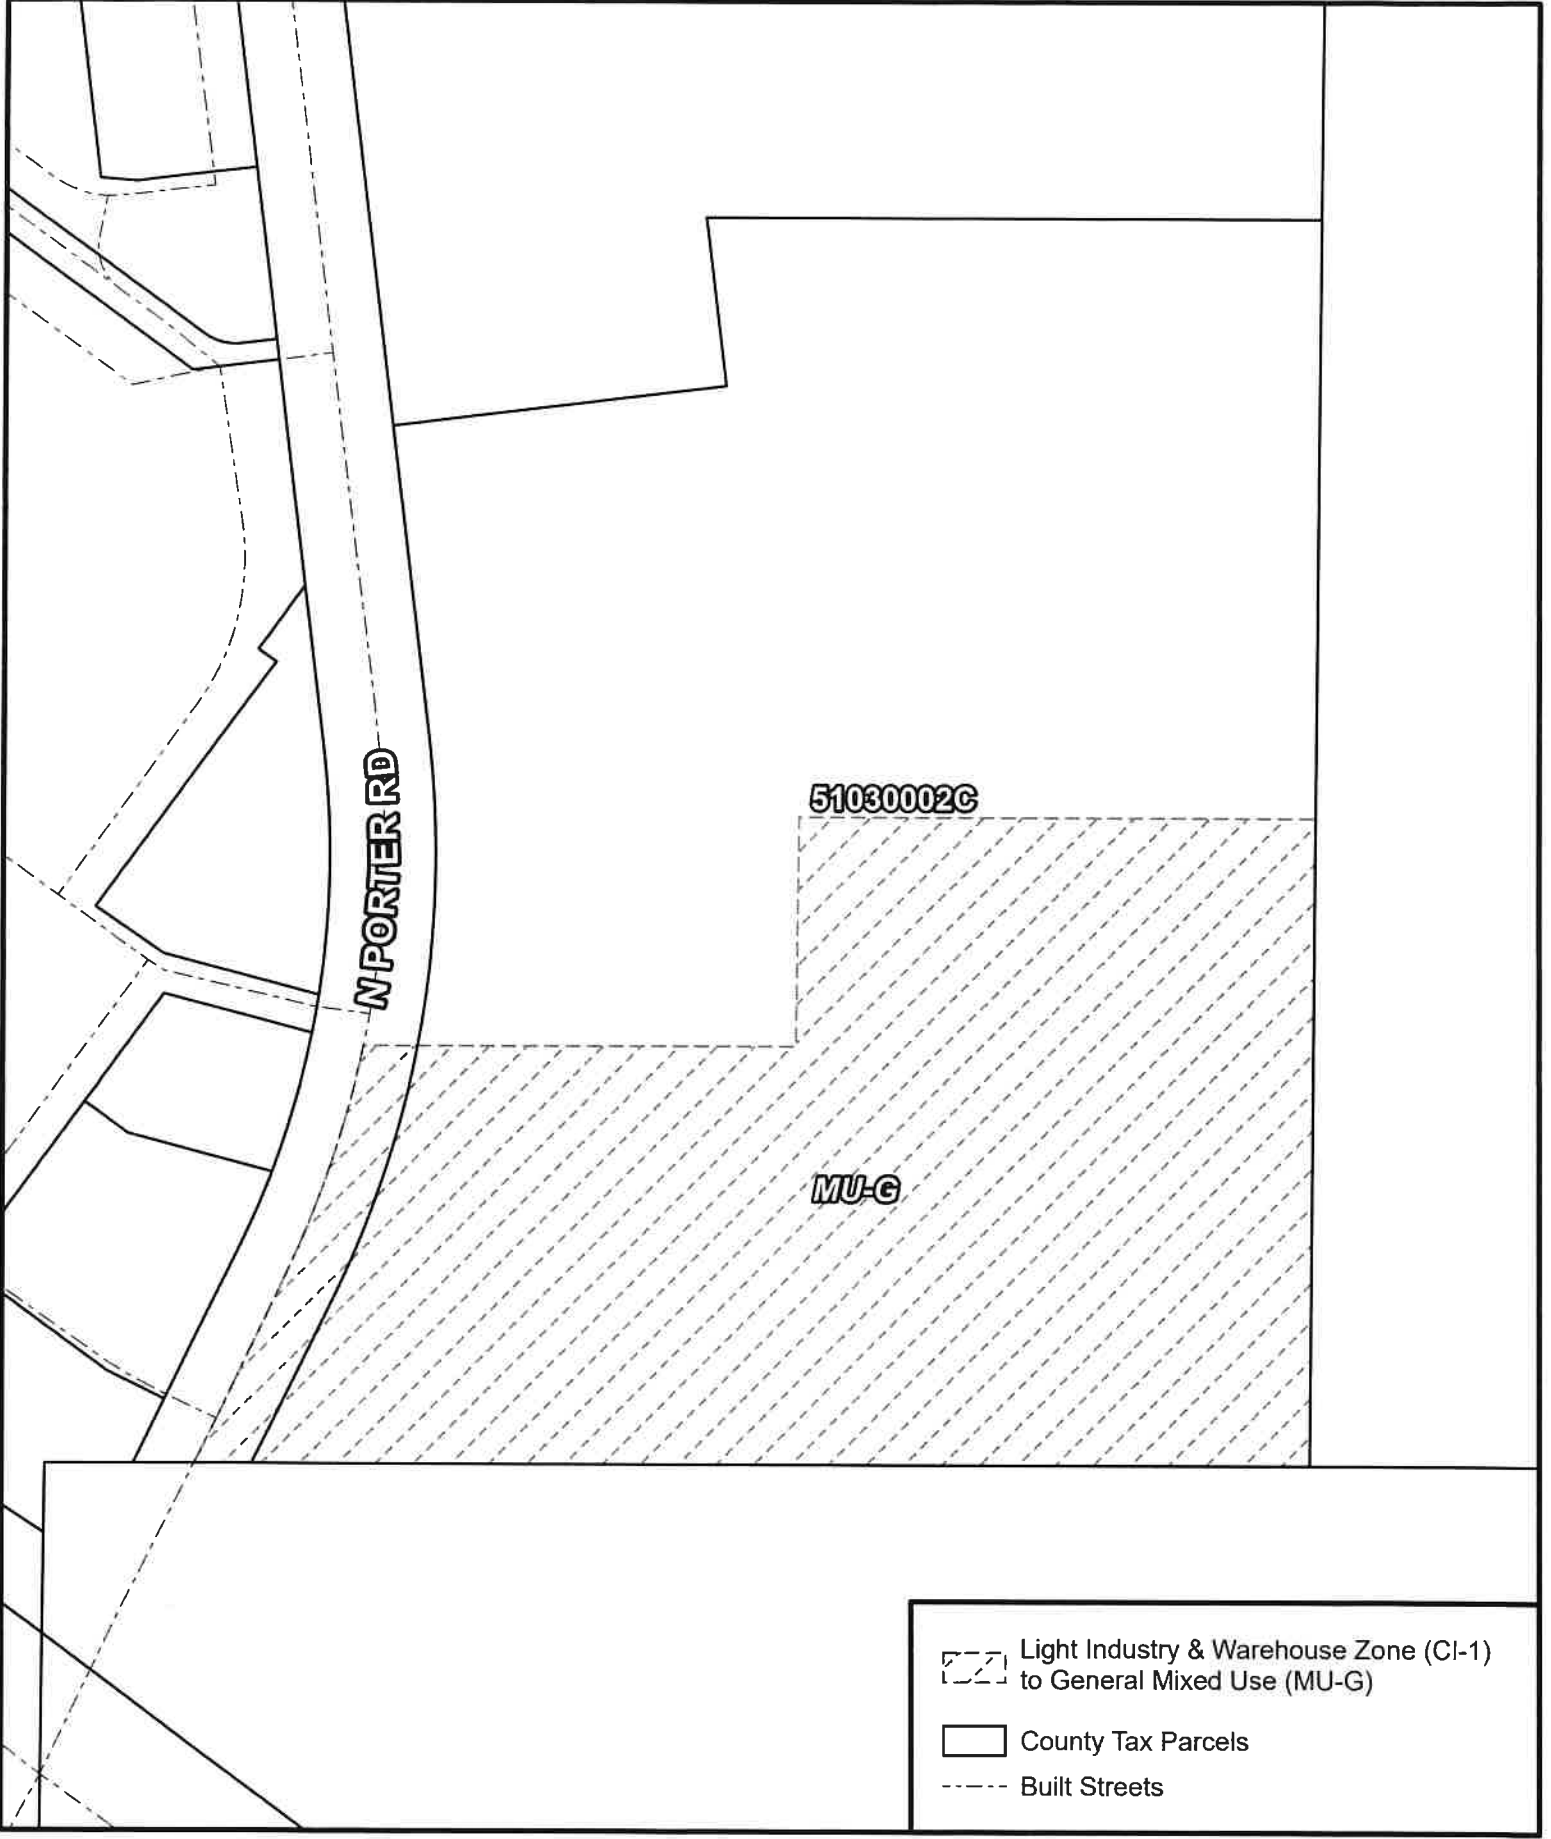 51030002C
N PORTER RD
MU-G
Light Industry & Warehouse Zone (CI-1)
to General Mixed Use (MU-G)
County Tax Parcels
Built Streets